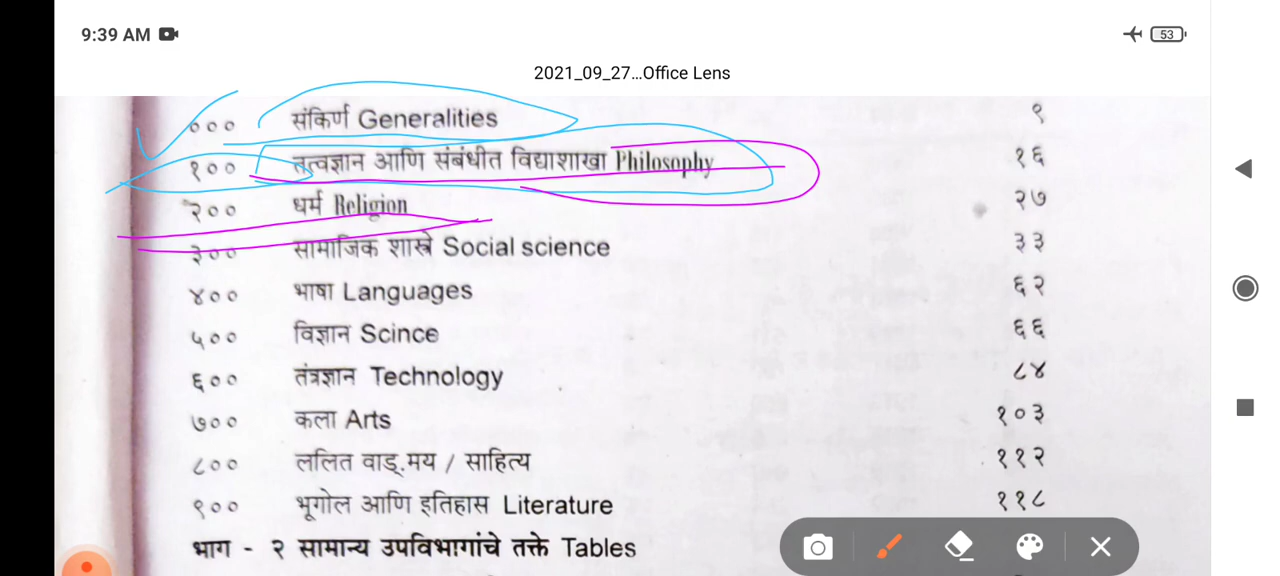 9:39 AM
53
2021_09_27...Office Lens
००० संकिर्ण Generalities ९
१०० तत्वज्ञान आणि संबंधीत विद्याशाखा Philosophy १६
२०० धर्म Religion २७
३०० सामाजिक शास्त्रे Social science ३३
४०० भाषा Languages ६२
५०० विज्ञान Scince ६६
६०० तंत्रज्ञान Technology ८४
७०० कला Arts १०३
८०० ललित वाड्.मय / साहित्य ११२
९०० भूगोल आणि इतिहास Literature ११८
भाग - २ सामान्य उपविभागांचे तक्ते Tables